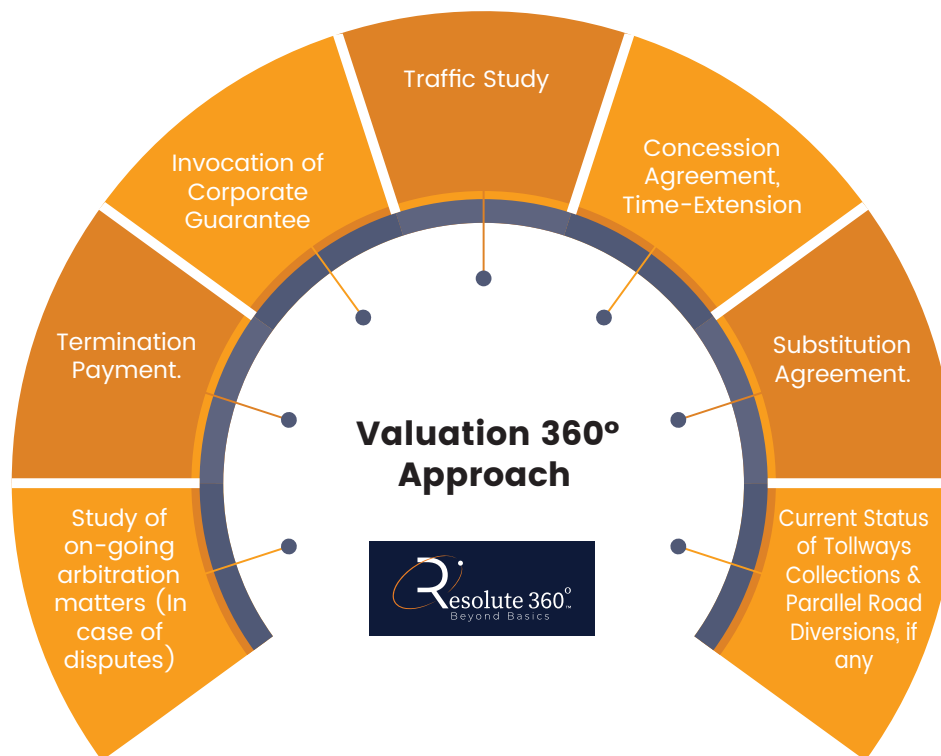 Traffic Study
Invocation of
Corporate
Guarantee
Concession
Agreement,
Time-Extension
Termination
Payment.
Substitution
Agreement.
Valuation 360°
Approach
Study of
on-going
arbitration
matters (In
case of
disputes)
Current Status
of Tollways
Collections &
Parallel Road
Diversions, if
any
Resolute 360°™
Beyond Basics